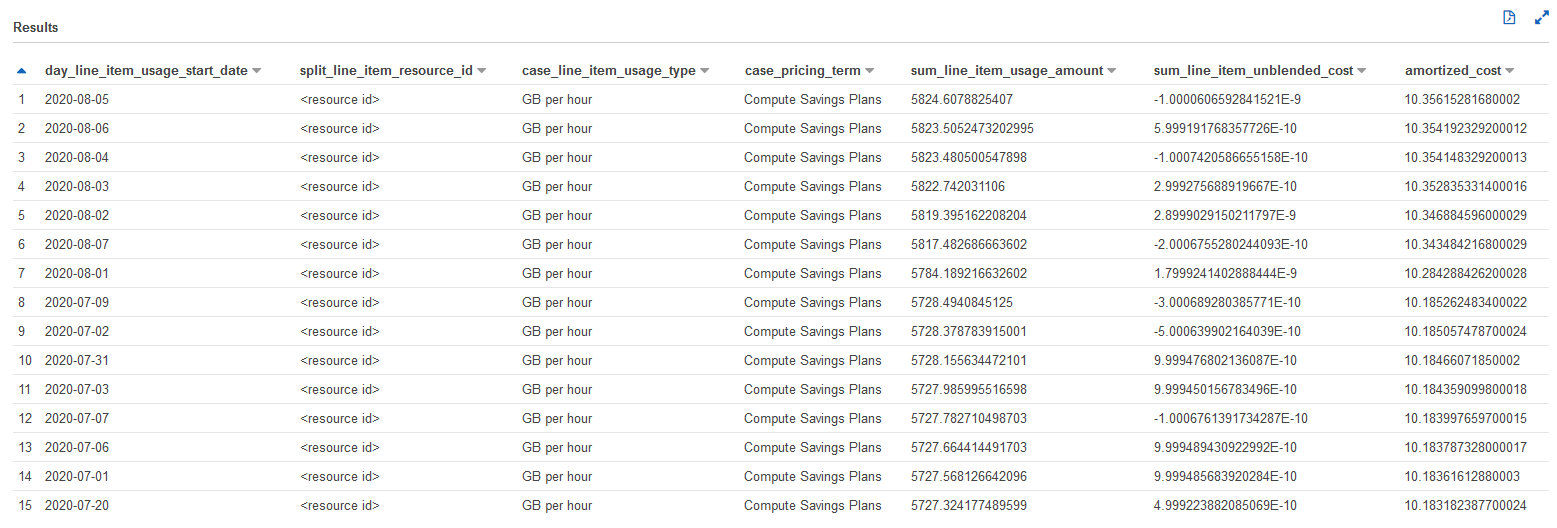 Results
day_line_item_usage_start_date split_line_item_resource_id case_line_item_usage_type case_pricing_term sum_line_item_usage_amount sum_line_item_unblended_cost amortized_cost
1 2020-08-05 <resource id> GB per hour Compute Savings Plans 5824.6078825407 -1.0000606592841521E-9 10.35615281680002
2 2020-08-06 <resource id> GB per hour Compute Savings Plans 5823.5052473202995 5.999191768357726E-10 10.354192329200012
3 2020-08-04 <resource id> GB per hour Compute Savings Plans 5823.480500547898 -1.0007420586655158E-10 10.354148329200013
4 2020-08-03 <resource id> GB per hour Compute Savings Plans 5822.742031106 2.999275688919667E-10 10.352835331400016
5 2020-08-02 <resource id> GB per hour Compute Savings Plans 5819.395162208204 2.8999029150211797E-9 10.346884596000029
6 2020-08-07 <resource id> GB per hour Compute Savings Plans 5817.482686663602 -2.0006755280244093E-10 10.343484216800029
7 2020-08-01 <resource id> GB per hour Compute Savings Plans 5784.189216632602 1.7999241402888444E-9 10.284288426200028
8 2020-07-09 <resource id> GB per hour Compute Savings Plans 5728.4940845125 -3.000689280385771E-10 10.185262483400022
9 2020-07-02 <resource id> GB per hour Compute Savings Plans 5728.378783915001 -5.000639902164039E-10 10.185057478700024
10 2020-07-31 <resource id> GB per hour Compute Savings Plans 5728.155634472101 9.999476802136087E-10 10.18466071850002
11 2020-07-03 <resource id> GB per hour Compute Savings Plans 5727.985995516598 9.999450156783496E-10 10.184359099800018
12 2020-07-07 <resource id> GB per hour Compute Savings Plans 5727.782710498703 -1.0006761391734287E-10 10.183997659700015
13 2020-07-06 <resource id> GB per hour Compute Savings Plans 5727.664414491703 9.999489430922992E-10 10.183787328000017
14 2020-07-01 <resource id> GB per hour Compute Savings Plans 5727.568126642096 9.999485683920284E-10 10.18361612880003
15 2020-07-20 <resource id> GB per hour Compute Savings Plans 5727.324177489599 4.999223882085069E-10 10.183182387700024